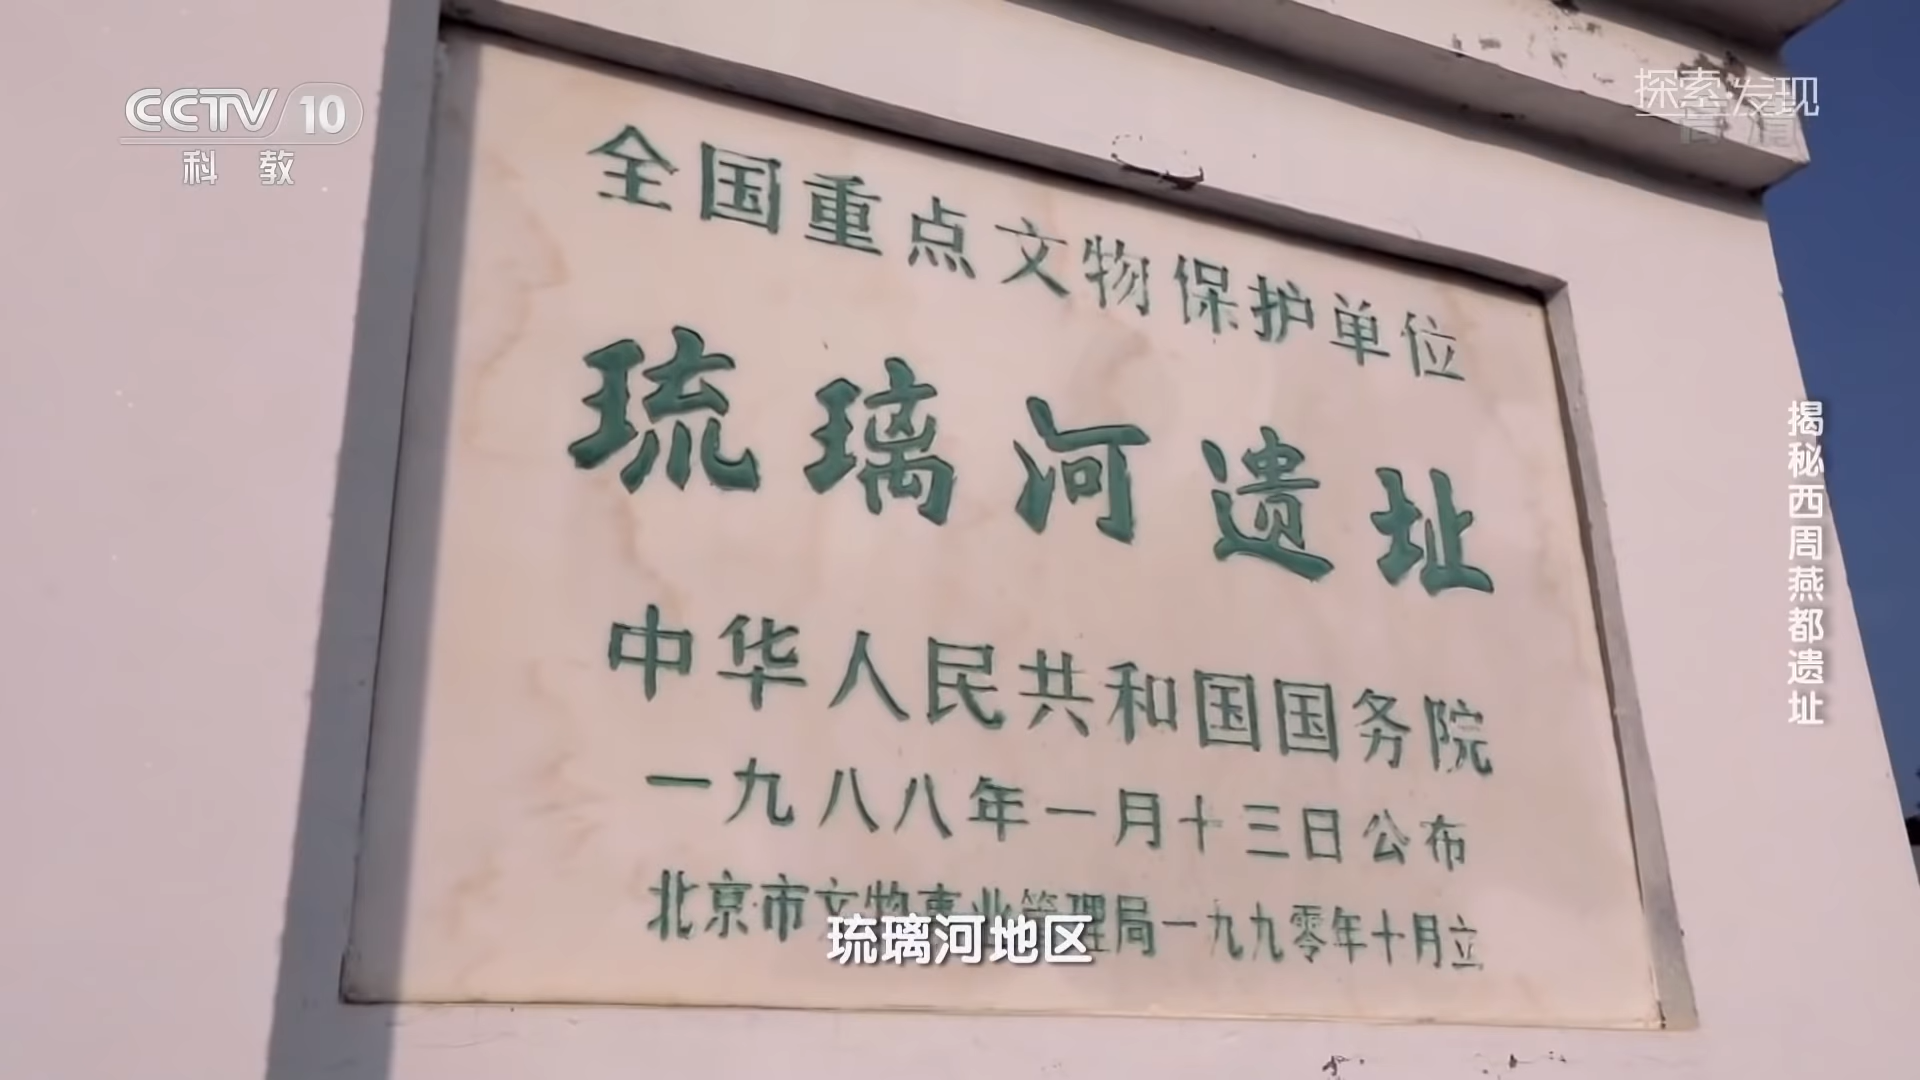 CCTV 10
科教
探索·发现
高清
全国重点文物保护单位
琉璃河遗址
中华人民共和国国务院
一九八八年一月十三日公布
北京市文物事业管理局一九九零年十月立
琉璃河地区
揭秘西周燕都遗址